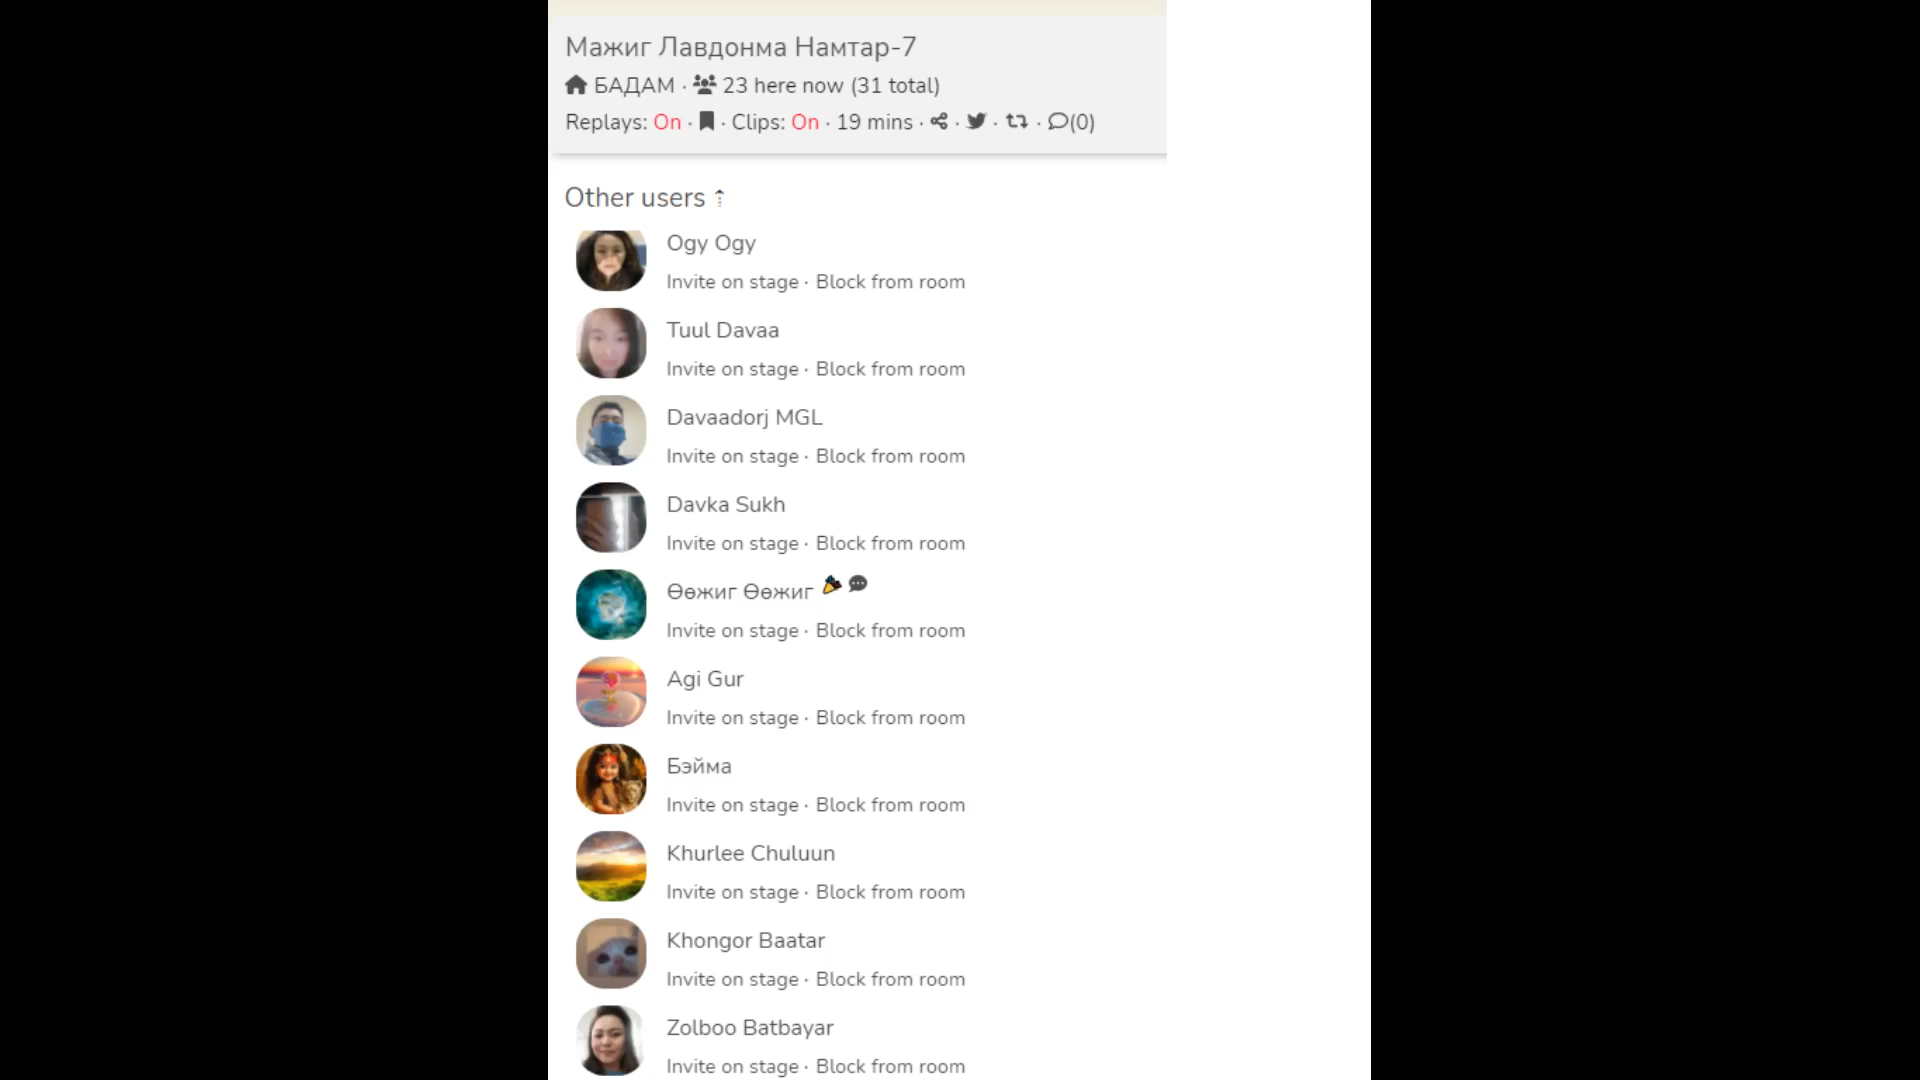 Мажиг Лавдонма Намтар-7
БАДАМ · 23 here now (31 total)
Replays: On · · Clips: On · 19 mins · · · · (0)
Other users ⇡
Ogy Ogy
Invite on stage · Block from room
Tuul Davaa
Invite on stage · Block from room
Davaadorj MGL
Invite on stage · Block from room
Davka Sukh
Invite on stage · Block from room
Өөжиг Өөжиг
Invite on stage · Block from room
Agi Gur
Invite on stage · Block from room
Бэйма
Invite on stage · Block from room
Khurlee Chuluun
Invite on stage · Block from room
Khongor Baatar
Invite on stage · Block from room
Zolboo Batbayar
Invite on stage · Block from room